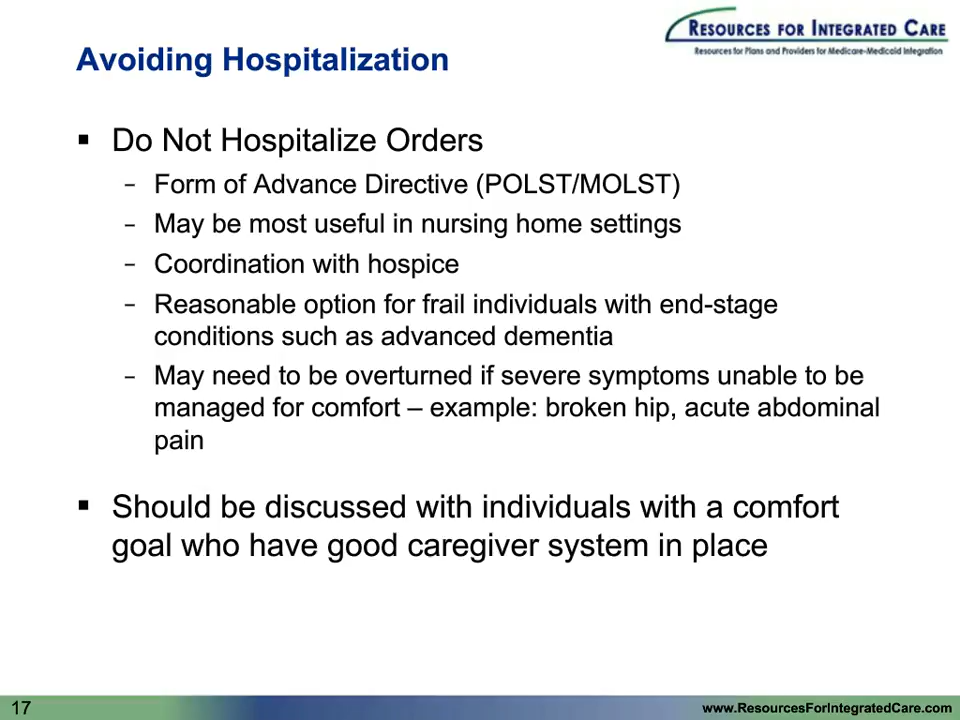 RESOURCES FOR INTEGRATED CARE
Resources for Plans and Providers for Medicare-Medicaid Integration
Avoiding Hospitalization
▪ Do Not Hospitalize Orders
– Form of Advance Directive (POLST/MOLST)
– May be most useful in nursing home settings
– Coordination with hospice
– Reasonable option for frail individuals with end-stage
conditions such as advanced dementia
– May need to be overturned if severe symptoms unable to be
managed for comfort – example: broken hip, acute abdominal
pain
▪ Should be discussed with individuals with a comfort
goal who have good caregiver system in place
17
www.ResourcesForIntegratedCare.com